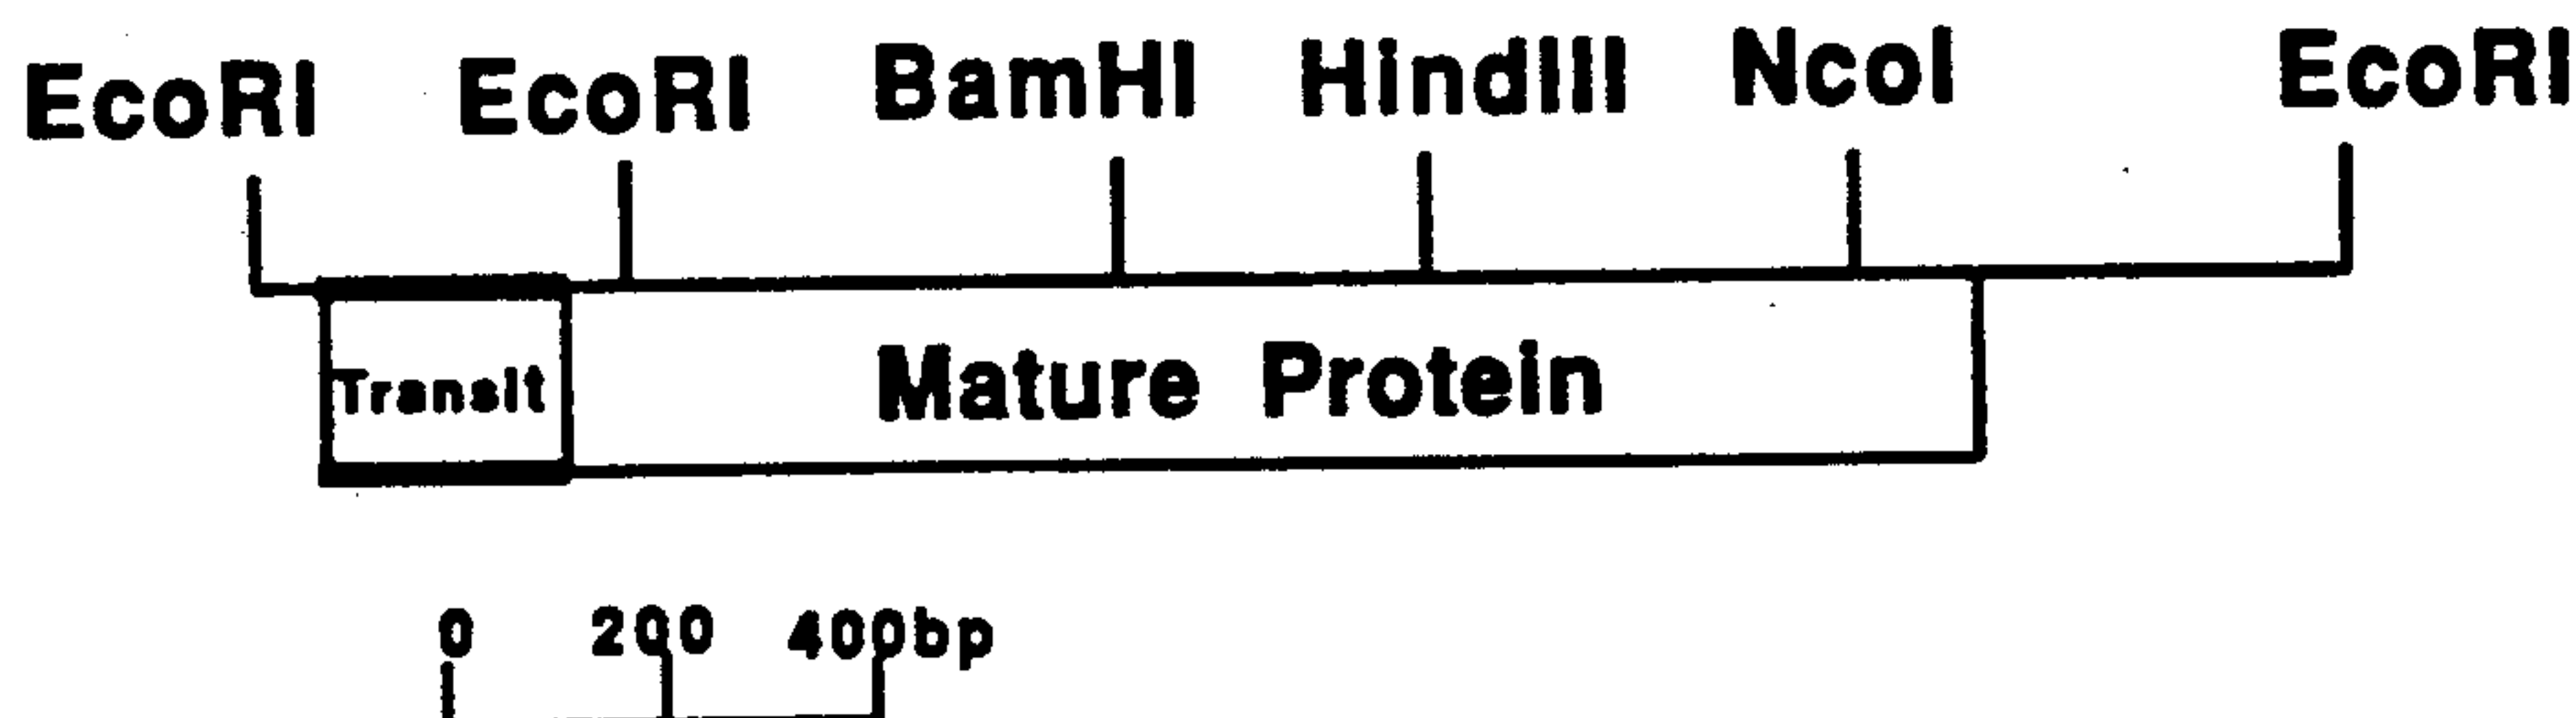 EcoRI EcoRI BamHI HindIII NcoI EcoRI
Transit Mature Protein
0 200 400bp